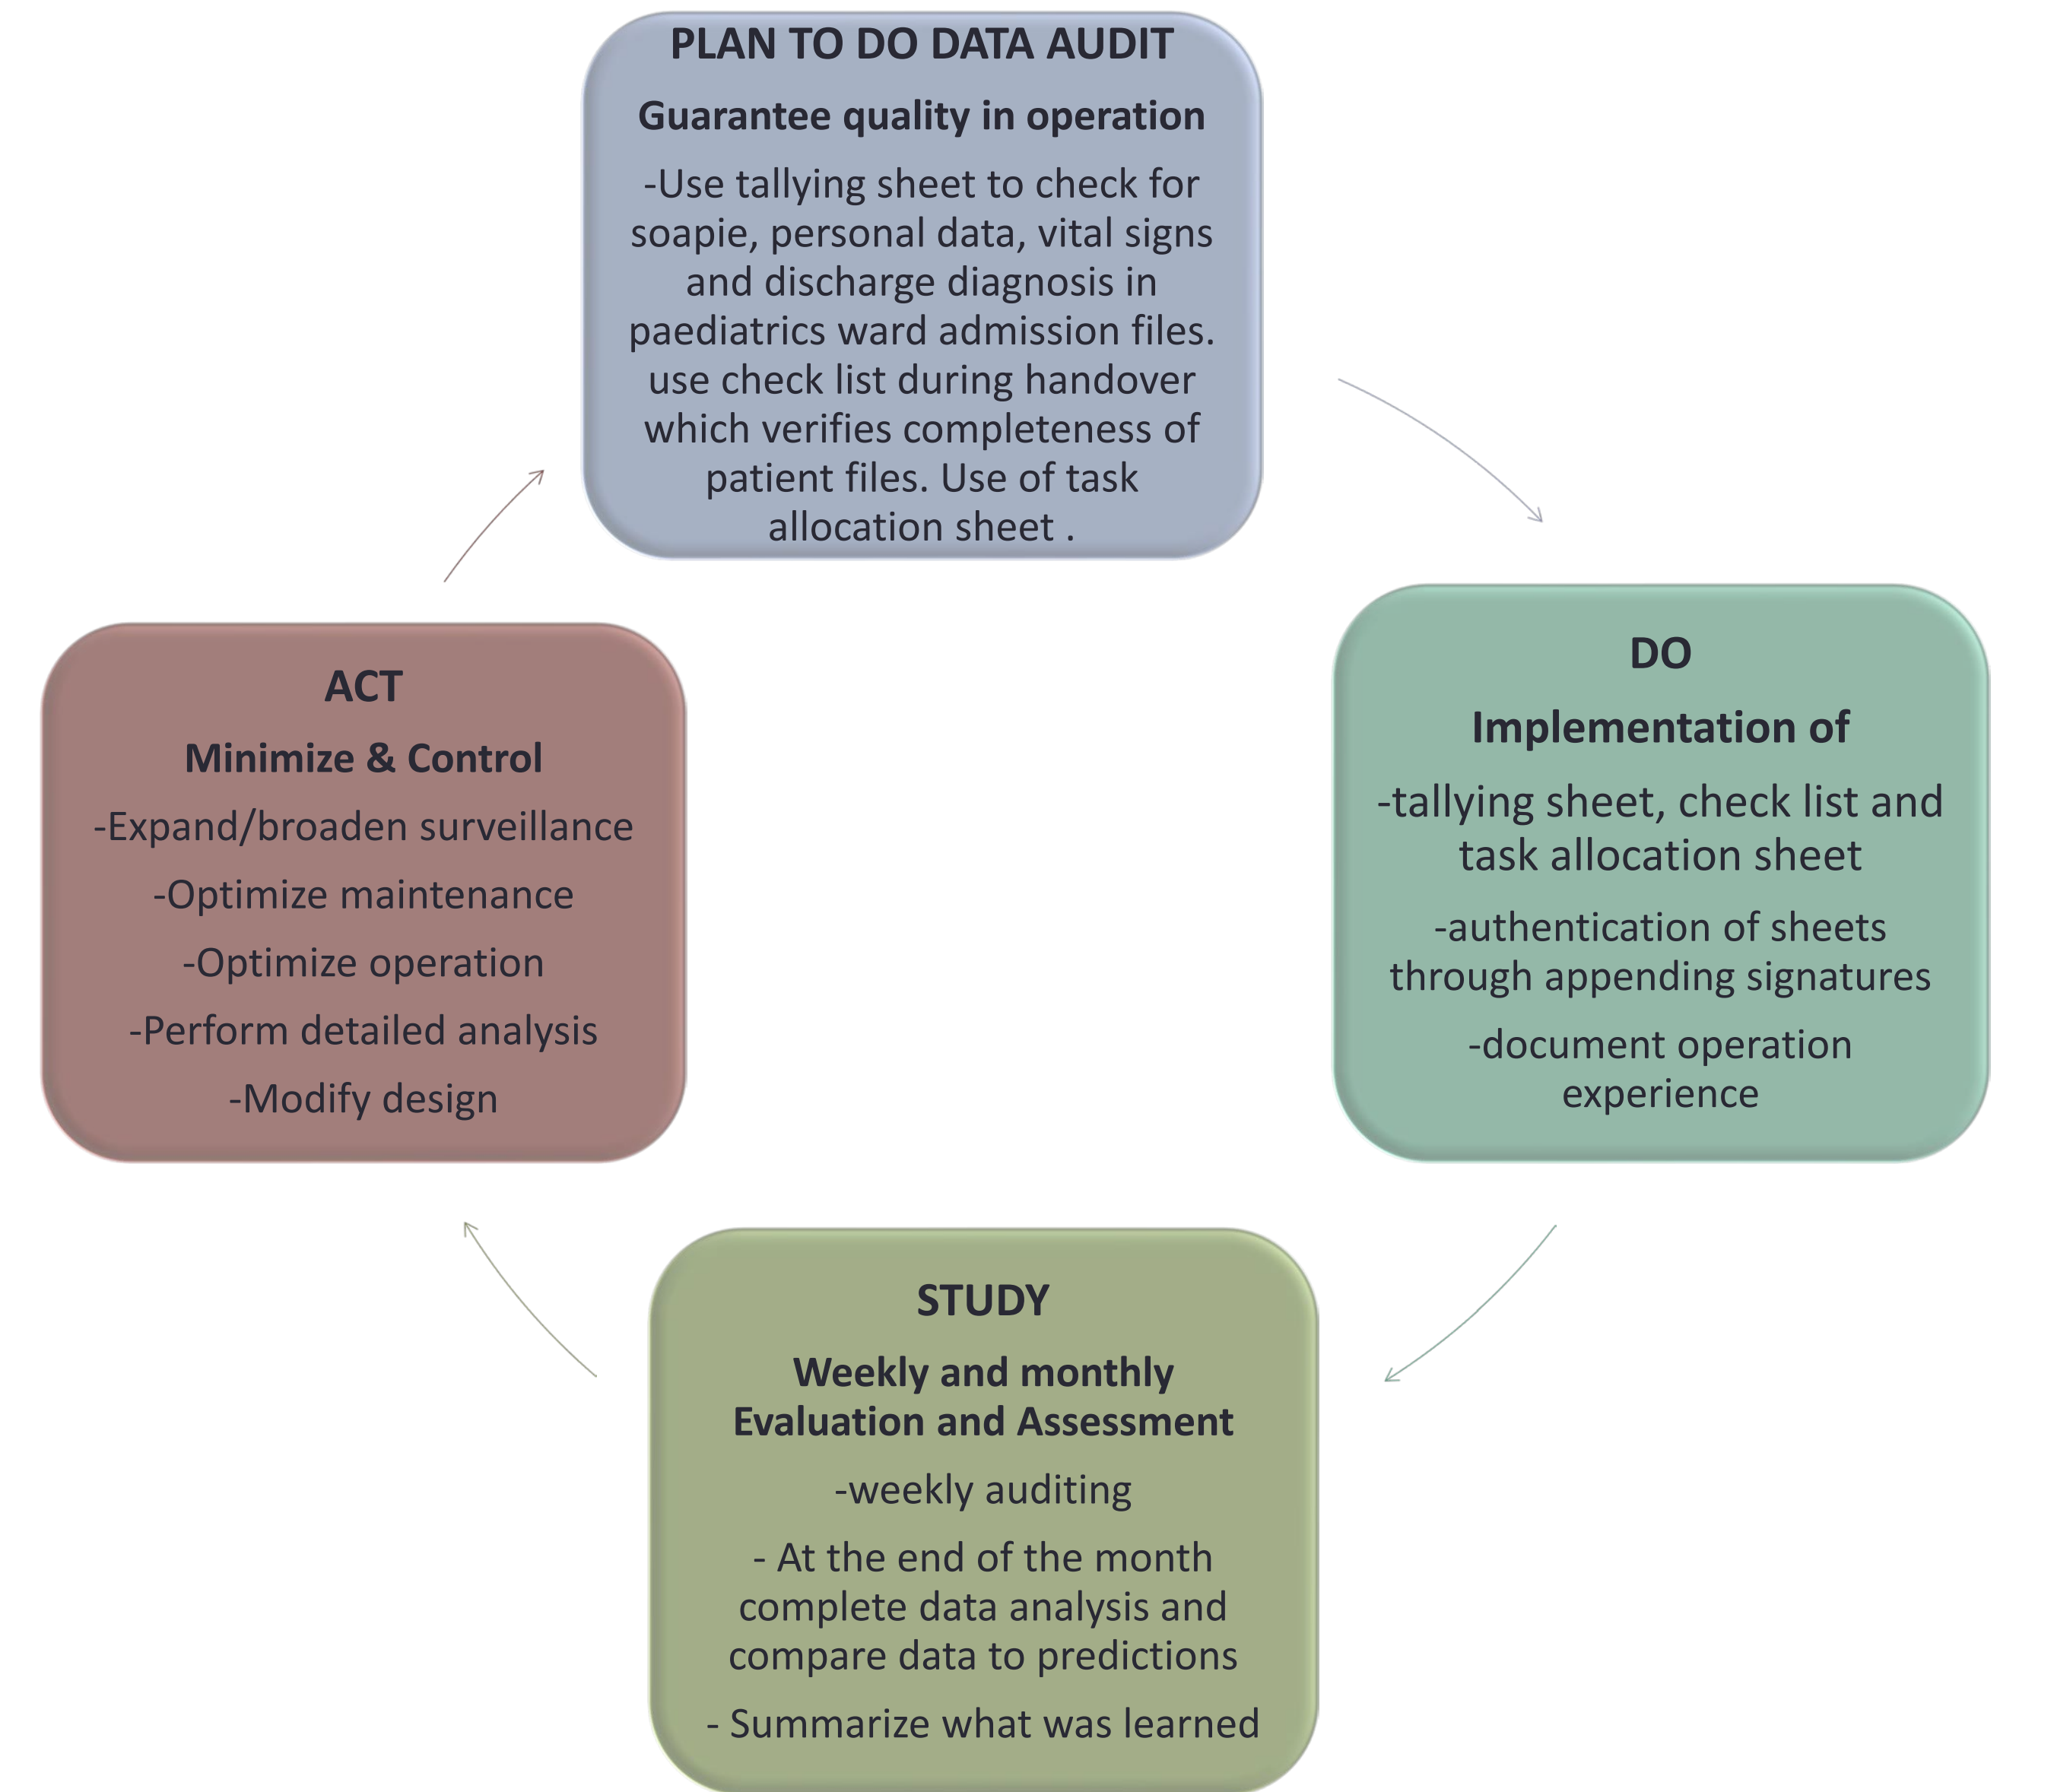 PLAN TO DO DATA AUDIT
Guarantee quality in operation
-Use tallying sheet to check for
soapie, personal data, vital signs
and discharge diagnosis in
paediatrics ward admission files.
use check list during handover
which verifies completeness of
patient files. Use of task
allocation sheet .
DO
Implementation of
-tallying sheet, check list and
task allocation sheet
-authentication of sheets
through appending signatures
-document operation
experience
STUDY
Weekly and monthly
Evaluation and Assessment
-weekly auditing
- At the end of the month
complete data analysis and
compare data to predictions
- Summarize what was learned
ACT
Minimize & Control
-Expand/broaden surveillance
-Optimize maintenance
-Optimize operation
-Perform detailed analysis
-Modify design